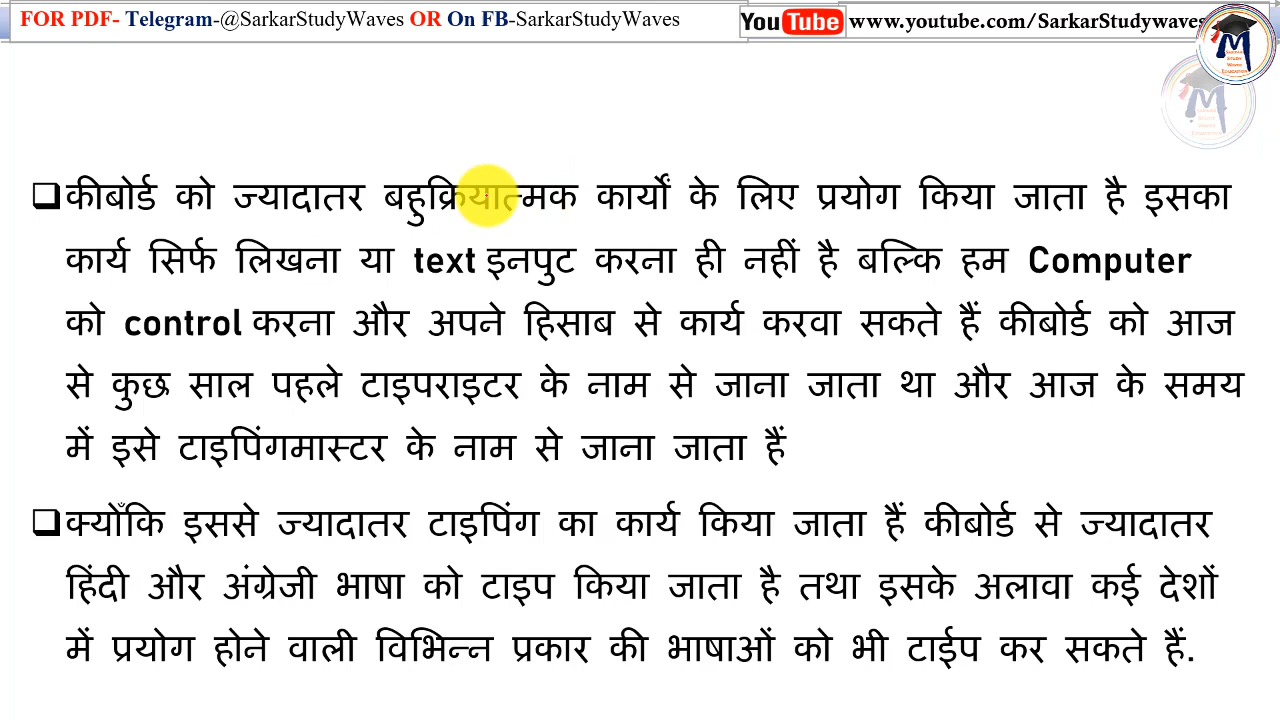 FOR PDF- Telegram-@SarkarStudyWaves OR On FB-SarkarStudyWaves
YouTube www.youtube.com/SarkarStudywaves
❑कीबोर्ड को ज्यादातर बहुक्रियात्मक कार्यों के लिए प्रयोग किया जाता है इसका
कार्य सिर्फ लिखना या text इनपुट करना ही नहीं है बल्कि हम Computer
को control करना और अपने हिसाब से कार्य करवा सकते हैं कीबोर्ड को आज
से कुछ साल पहले टाइपराइटर के नाम से जाना जाता था और आज के समय
में इसे टाइपिंगमास्टर के नाम से जाना जाता हैं
❑क्योँकि इससे ज्यादातर टाइपिंग का कार्य किया जाता हैं कीबोर्ड से ज्यादातर
हिंदी और अंग्रेजी भाषा को टाइप किया जाता है तथा इसके अलावा कई देशों
में प्रयोग होने वाली विभिन्न प्रकार की भाषाओं को भी टाईप कर सकते हैं.